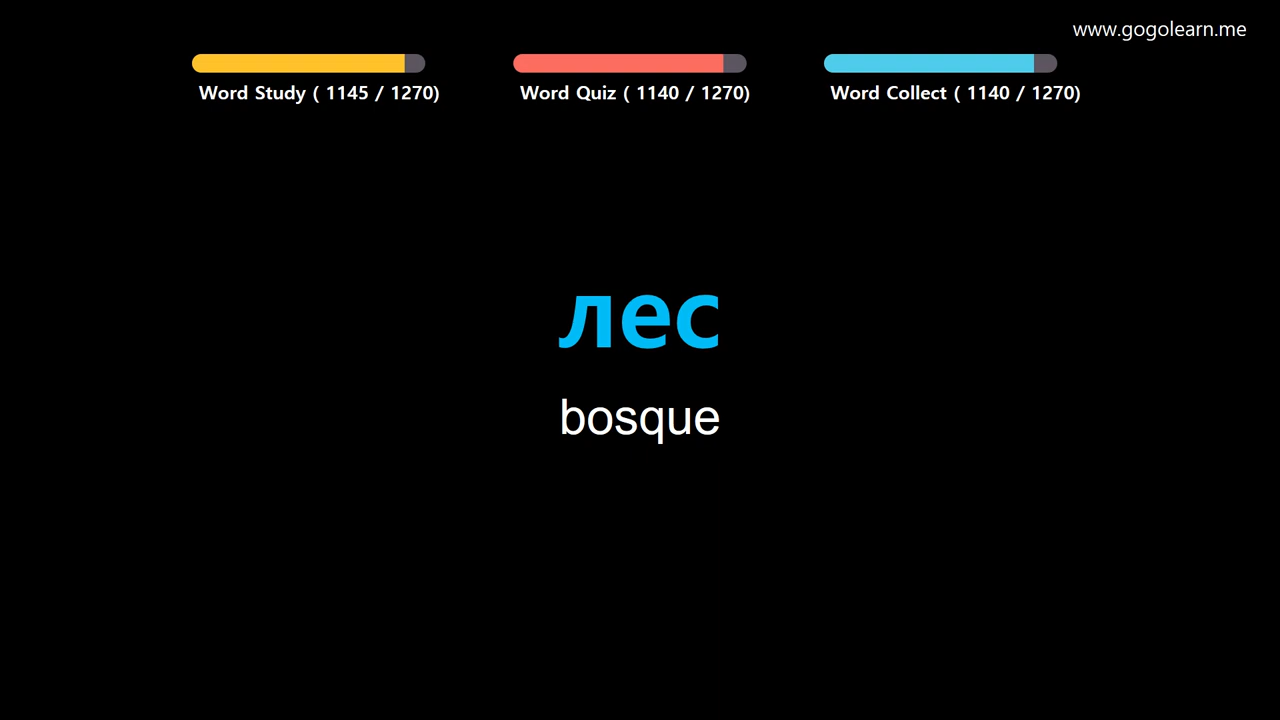 www.gogolearn.me
Word Study ( 1145 / 1270)
Word Quiz ( 1140 / 1270)
Word Collect ( 1140 / 1270)
лес
bosque